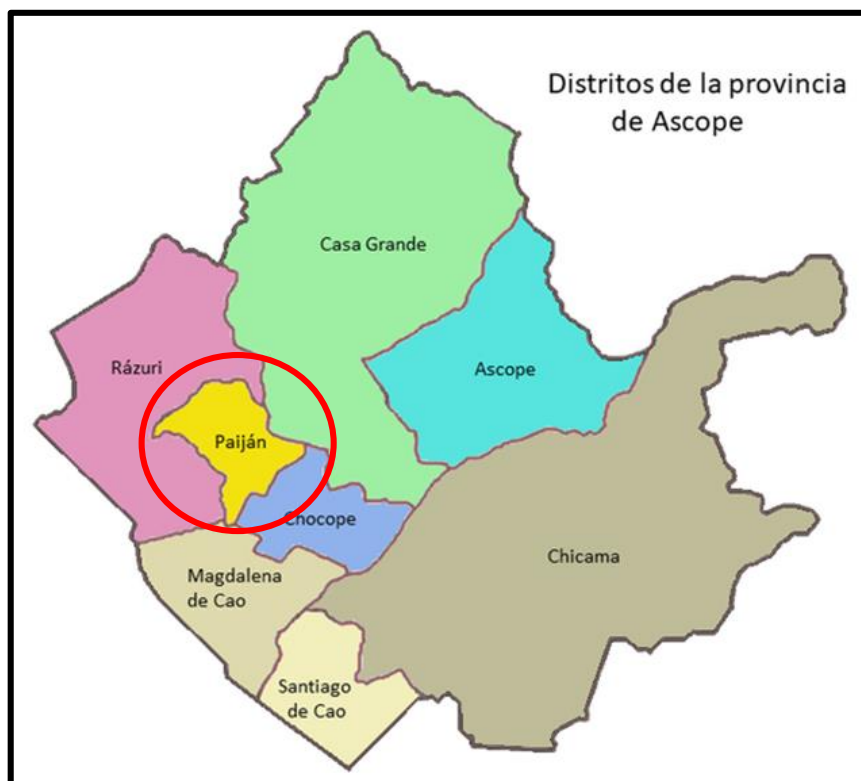 Distritos de la provincia
de Ascope
Casa Grande
Rázuri
Ascope
Paiján
Chocope
Chicama
Magdalena
de Cao
Santiago
de Cao